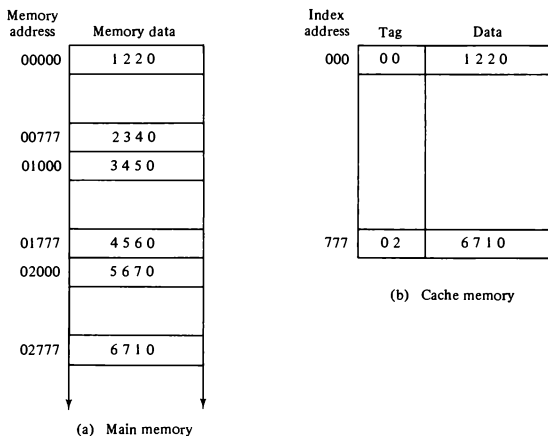 Memory address Memory data
00000 1 2 2 0
00777 2 3 4 0
01000 3 4 5 0
01777 4 5 6 0
02000 5 6 7 0
02777 6 7 1 0
(a) Main memory
Index address Tag Data
000 0 0 1 2 2 0
777 0 2 6 7 1 0
(b) Cache memory